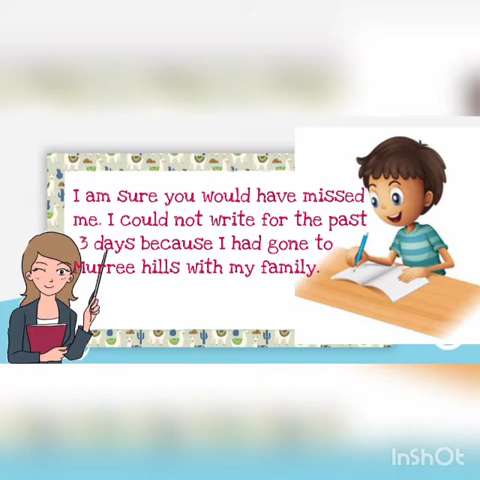 I am sure you would have missed
me. I could not write for the past
3 days because I had gone to
Murree hills with my family.
InShOt